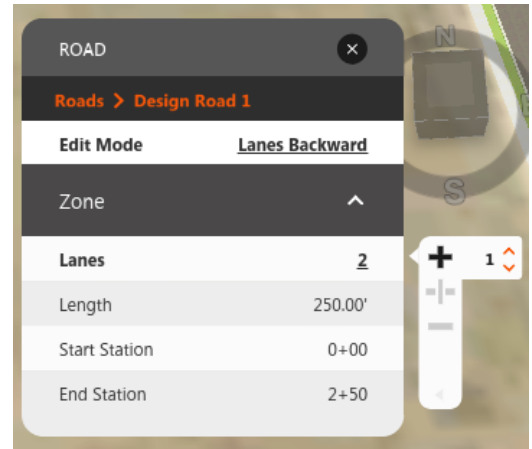 ROAD
Roads > Design Road 1
Edit Mode Lanes Backward
Zone
Lanes 2
1
Length 250.00'
Start Station 0+00
End Station 2+50
N
S